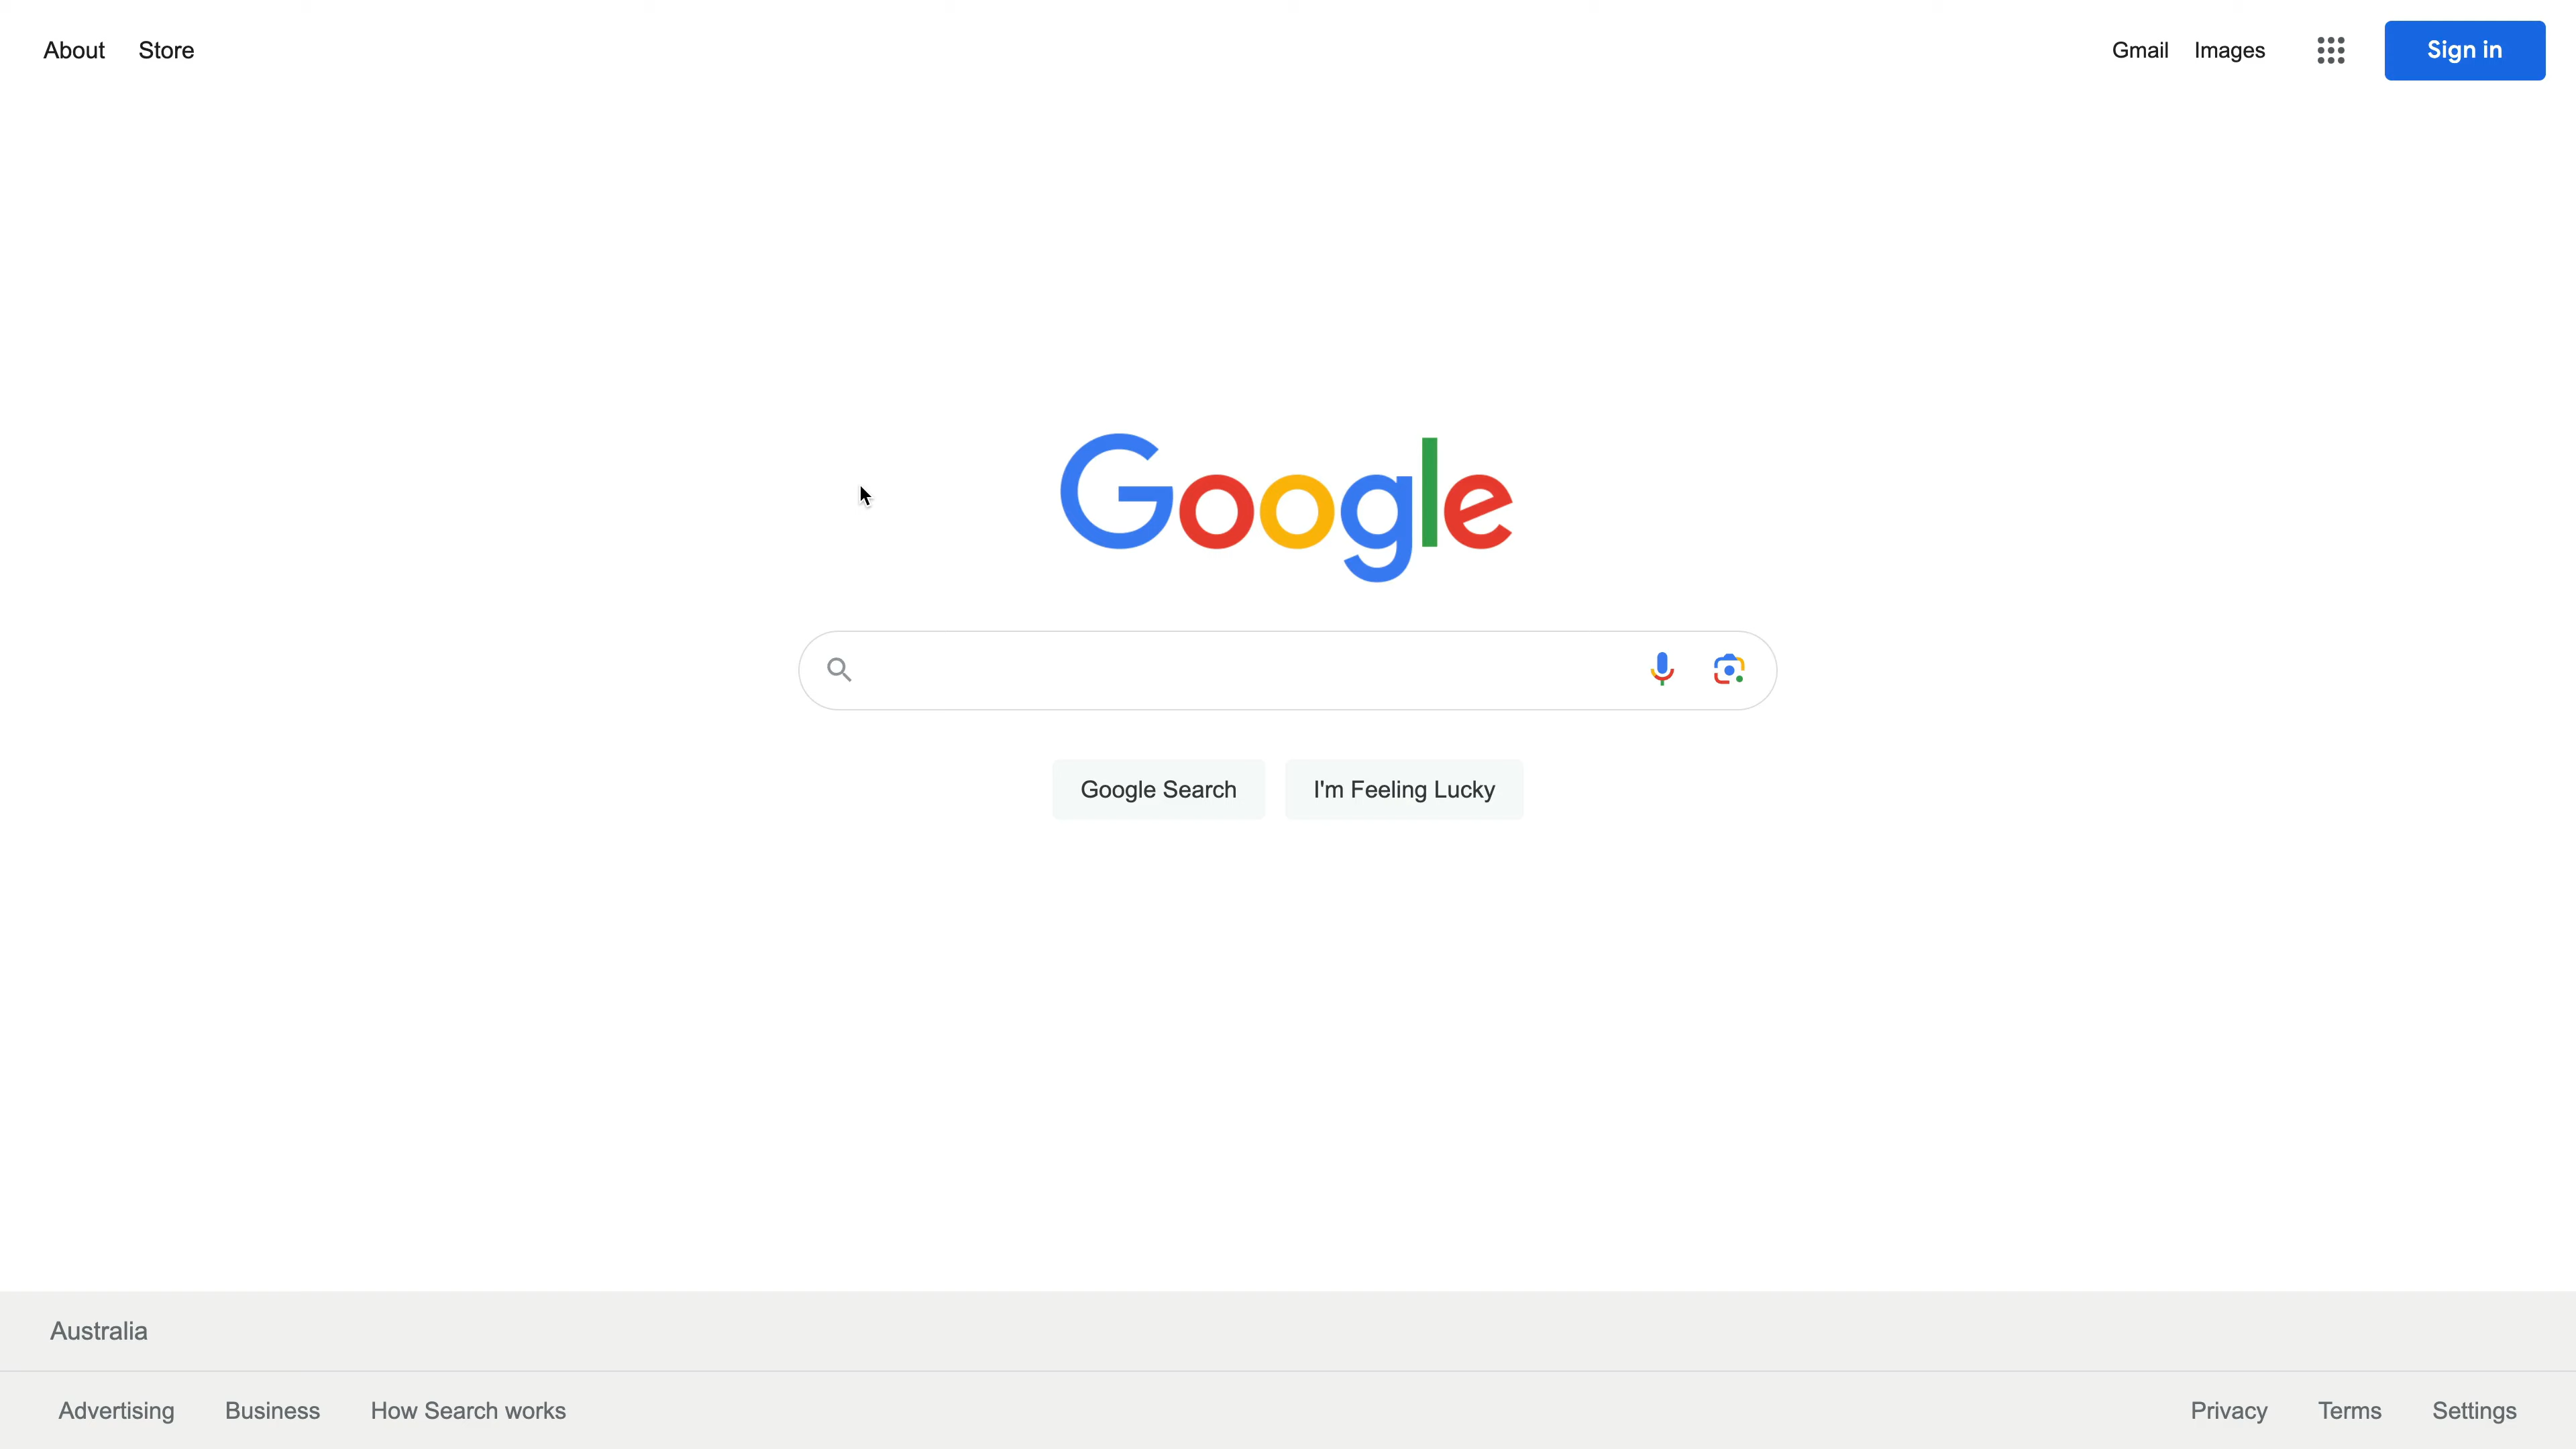 About Store Gmail Images Sign in
Google
Google Search I'm Feeling Lucky
Australia
Advertising Business How Search works Privacy Terms Settings